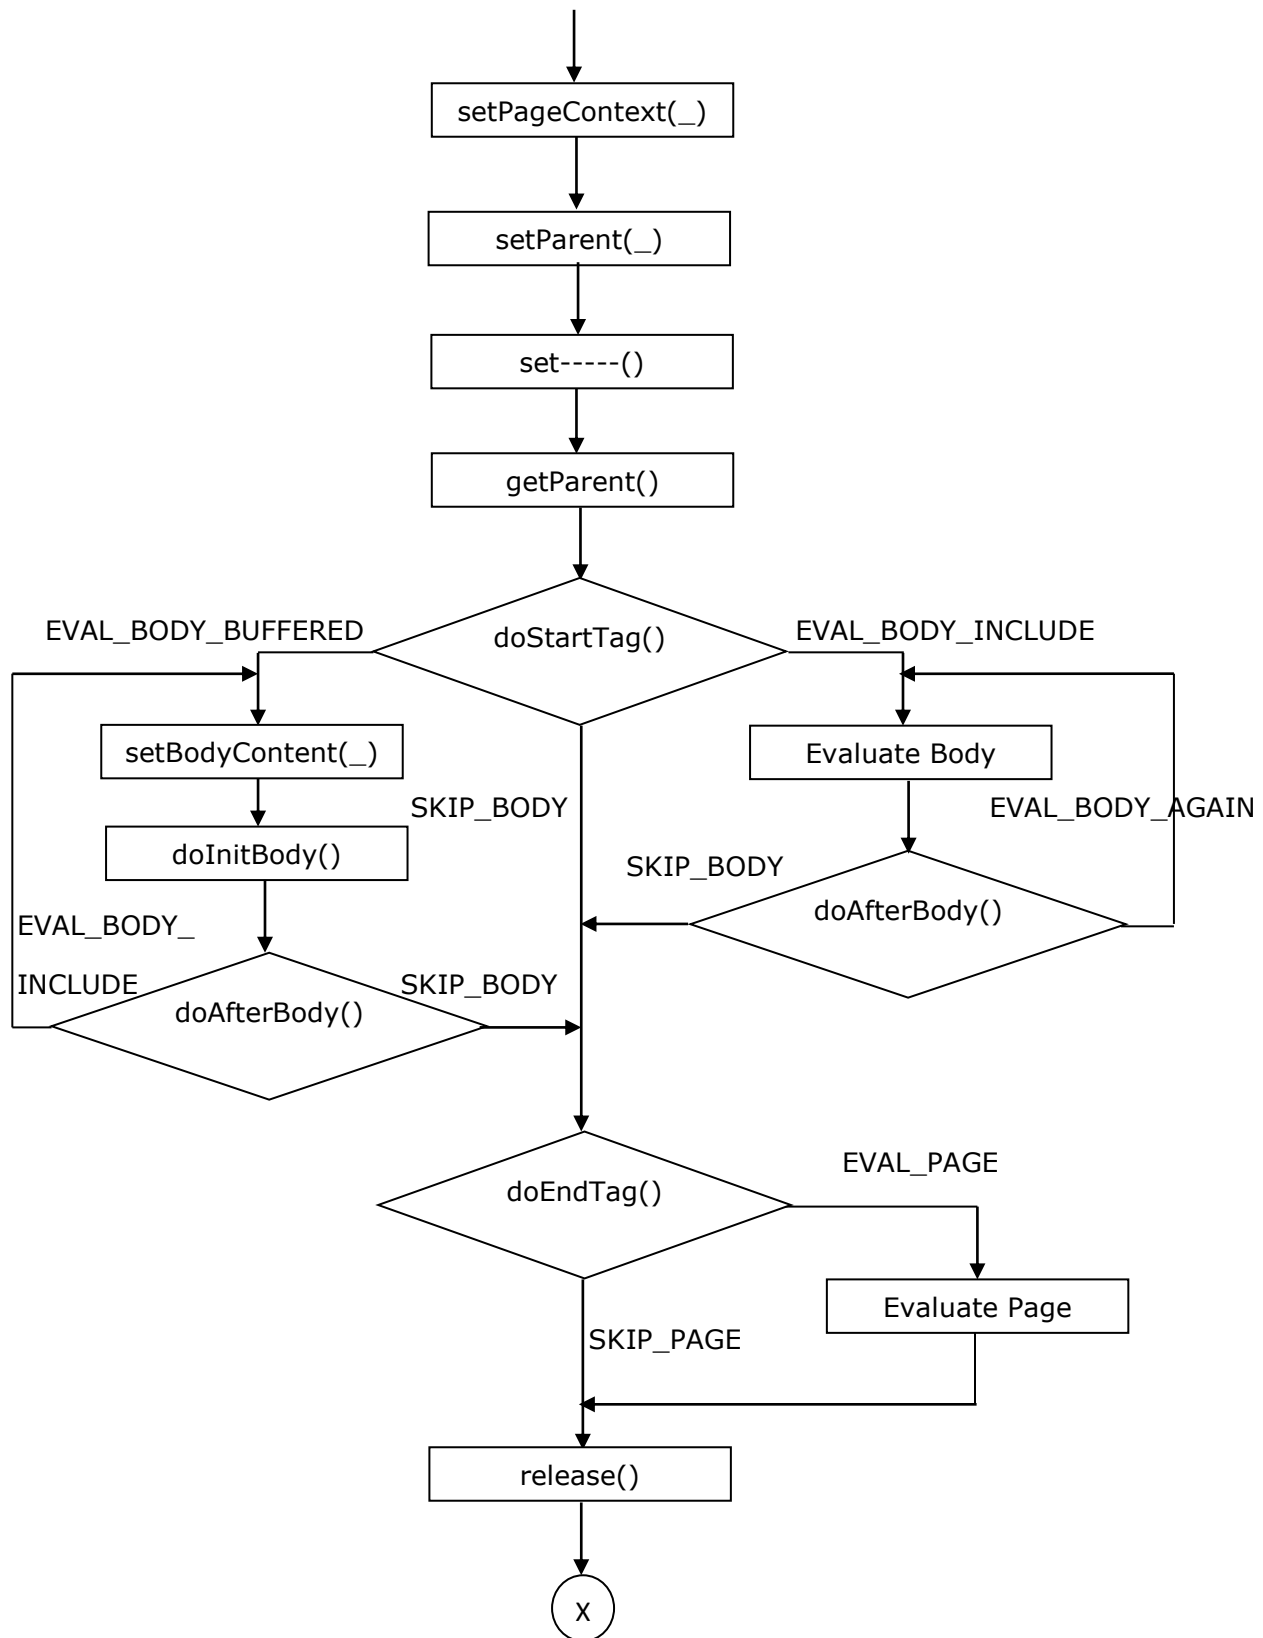 setPageContext(_)
setParent(_)
set-----()
getParent()
EVAL_BODY_BUFFERED
doStartTag()
EVAL_BODY_INCLUDE
setBodyContent(_)
Evaluate Body
SKIP_BODY
EVAL_BODY_AGAIN
doInitBody()
SKIP_BODY
doAfterBody()
EVAL_BODY_
INCLUDE
SKIP_BODY
doAfterBody()
EVAL_PAGE
doEndTag()
Evaluate Page
SKIP_PAGE
release()
X